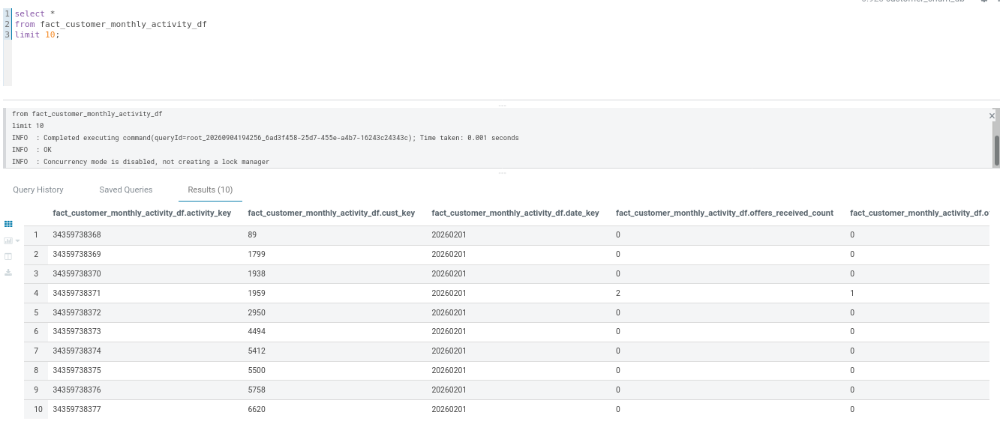 1 select *
2 from fact_customer_monthly_activity_df
3 limit 10;
from fact_customer_monthly_activity_df
limit 10
INFO : Completed executing command(queryId=root_20260904194256_6ad3f458-25d7-455e-a4b7-16243c24343c); Time taken: 0.001 seconds
INFO : OK
INFO : Concurrency mode is disabled, not creating a lock manager
Query History Saved Queries Results (10)
fact_customer_monthly_activity_df.activity_key fact_customer_monthly_activity_df.cust_key fact_customer_monthly_activity_df.date_key fact_customer_monthly_activity_df.offers_received_count fact_customer_monthly_activity_df.o
1 34359738368 89 20260201 0 0
2 34359738369 1799 20260201 0 0
3 34359738370 1938 20260201 0 0
4 34359738371 1959 20260201 2 1
5 34359738372 2950 20260201 0 0
6 34359738373 4494 20260201 0 0
7 34359738374 5412 20260201 0 0
8 34359738375 5500 20260201 0 0
9 34359738376 5758 20260201 0 0
10 34359738377 6620 20260201 0 0